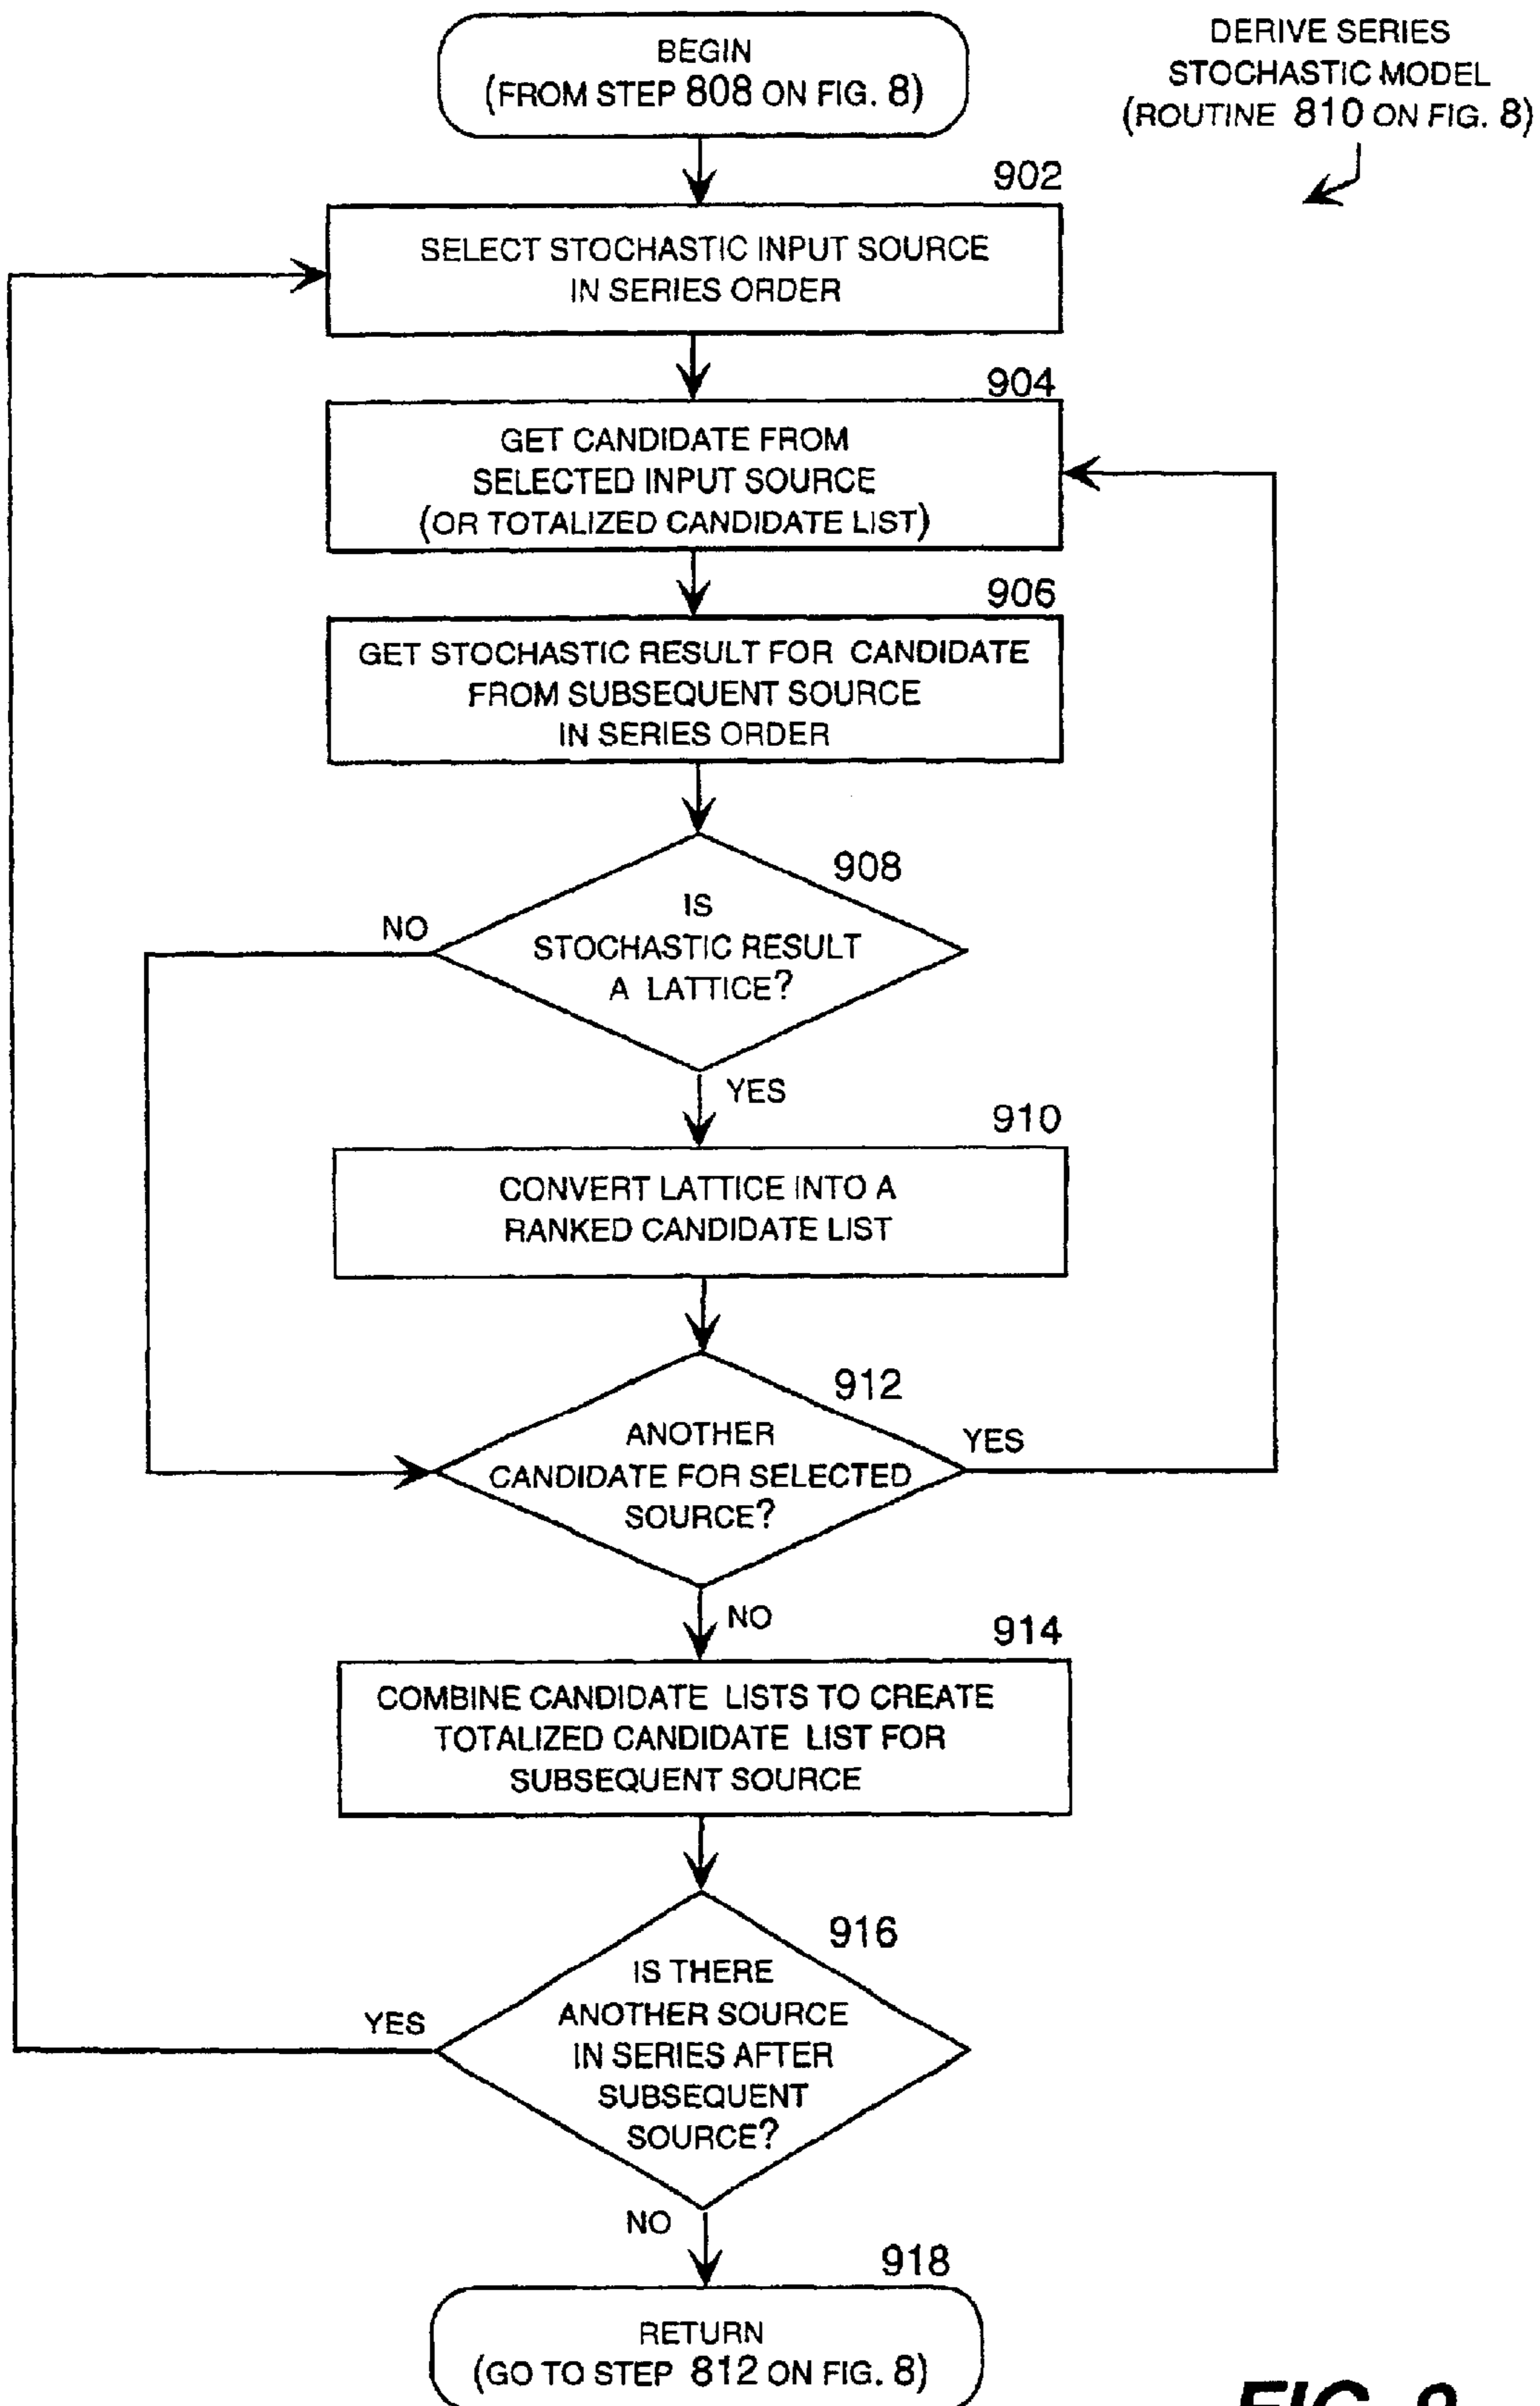 BEGIN
(FROM STEP 808 ON FIG. 8)
DERIVE SERIES
STOCHASTIC MODEL
(ROUTINE 810 ON FIG. 8)
902
SELECT STOCHASTIC INPUT SOURCE
IN SERIES ORDER
904
GET CANDIDATE FROM
SELECTED INPUT SOURCE
(OR TOTALIZED CANDIDATE LIST)
906
GET STOCHASTIC RESULT FOR CANDIDATE
FROM SUBSEQUENT SOURCE
IN SERIES ORDER
908
IS
STOCHASTIC RESULT
A LATTICE?
NO
YES
910
CONVERT LATTICE INTO A
RANKED CANDIDATE LIST
912
ANOTHER
CANDIDATE FOR SELECTED
SOURCE?
YES
NO
914
COMBINE CANDIDATE LISTS TO CREATE
TOTALIZED CANDIDATE LIST FOR
SUBSEQUENT SOURCE
916
IS THERE
ANOTHER SOURCE
IN SERIES AFTER
SUBSEQUENT
SOURCE?
YES
NO
918
RETURN
(GO TO STEP 812 ON FIG. 8)
FIG. 9